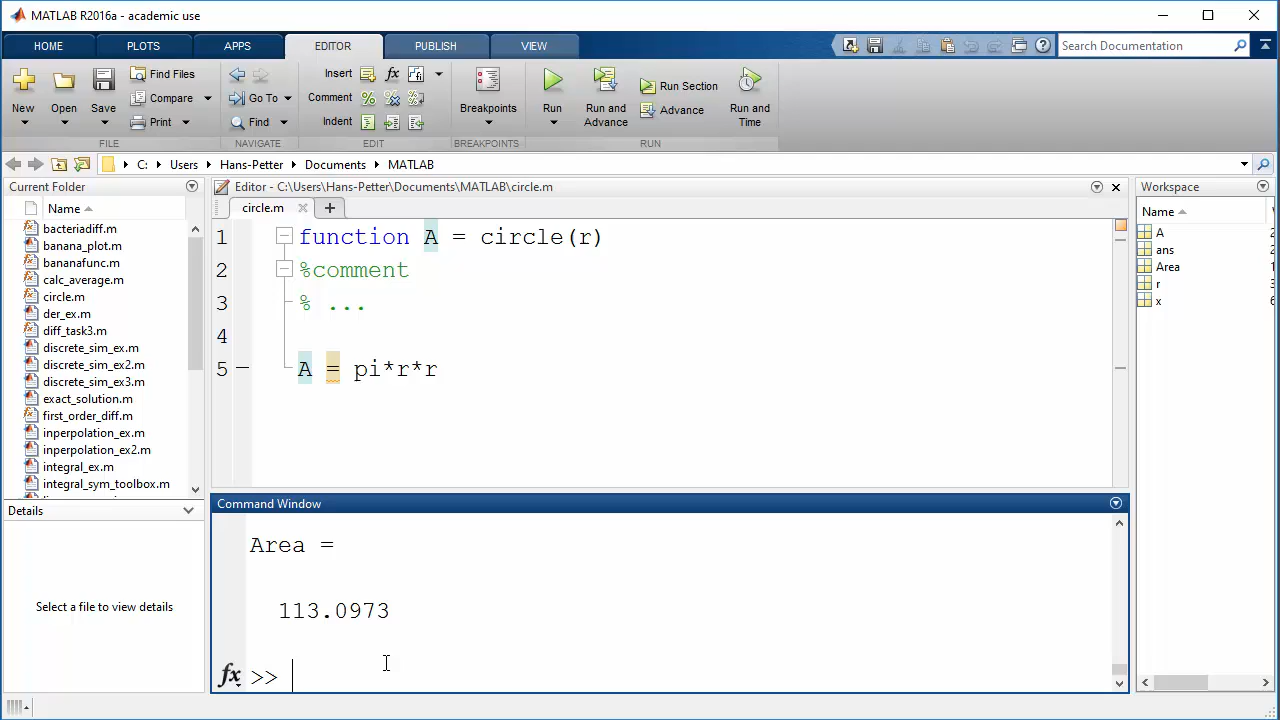 MATLAB R2016a - academic use
HOME PLOTS APPS EDITOR PUBLISH VIEW
Search Documentation
New Open Save
Find Files
Compare
Print
Go To
Find
Insert fx
Comment
Indent
Breakpoints
Run
Run and Advance
Run Section
Advance
Run and Time
FILE NAVIGATE EDIT BREAKPOINTS RUN
C: Users Hans-Petter Documents MATLAB
Current Folder
Name
bacteriadiff.m
banana_plot.m
bananafunc.m
calc_average.m
circle.m
der_ex.m
diff_task3.m
discrete_sim_ex.m
discrete_sim_ex2.m
discrete_sim_ex3.m
exact_solution.m
first_order_diff.m
inperpolation_ex.m
inperpolation_ex2.m
integral_ex.m
integral_sym_toolbox.m
Details
Select a file to view details
Editor - C:\Users\Hans-Petter\Documents\MATLAB\circle.m
circle.m
1 function A = circle(r)
2 %comment
3 % ...
4
5 A = pi*r*r
Command Window
Area =
113.0973
fx >>
Workspace
Name
A
ans
Area
r
x